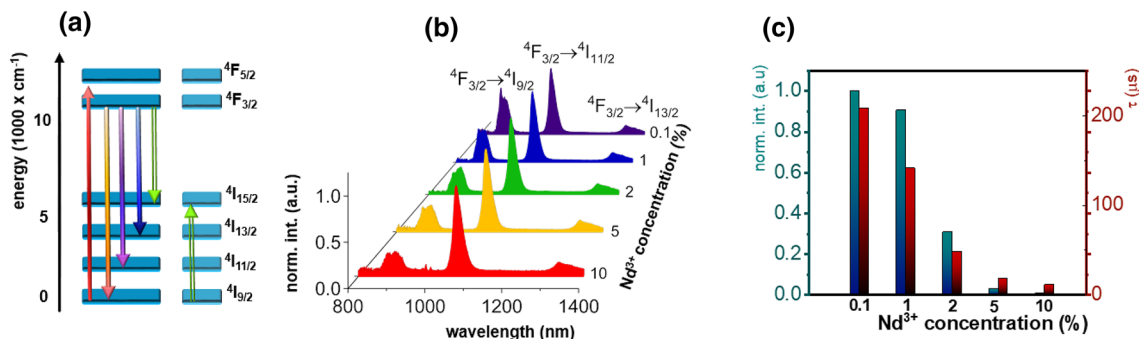 (a)
energy (1000 x cm⁻¹)
10
5
0
⁴F₅/₂
⁴F₃/₂
⁴I₁₅/₂
⁴I₁₃/₂
⁴I₁₁/₂
⁴I₉/₂
(b)
⁴F₃/₂→⁴I₁₁/₂
⁴F₃/₂→⁴I₉/₂
⁴F₃/₂→⁴I₁₃/₂
0.1
1
2
5
10
Nd³⁺ concentration (%)
norm. int. (a.u.)
1.0
0.5
0.0
800 1000 1200 1400
wavelength (nm)
(c)
norm. int. (a.u)
1.0
0.8
0.6
0.4
0.2
0.0
τ (µs)
200
100
0
0.1 1 2 5 10
Nd³⁺ concentration (%)